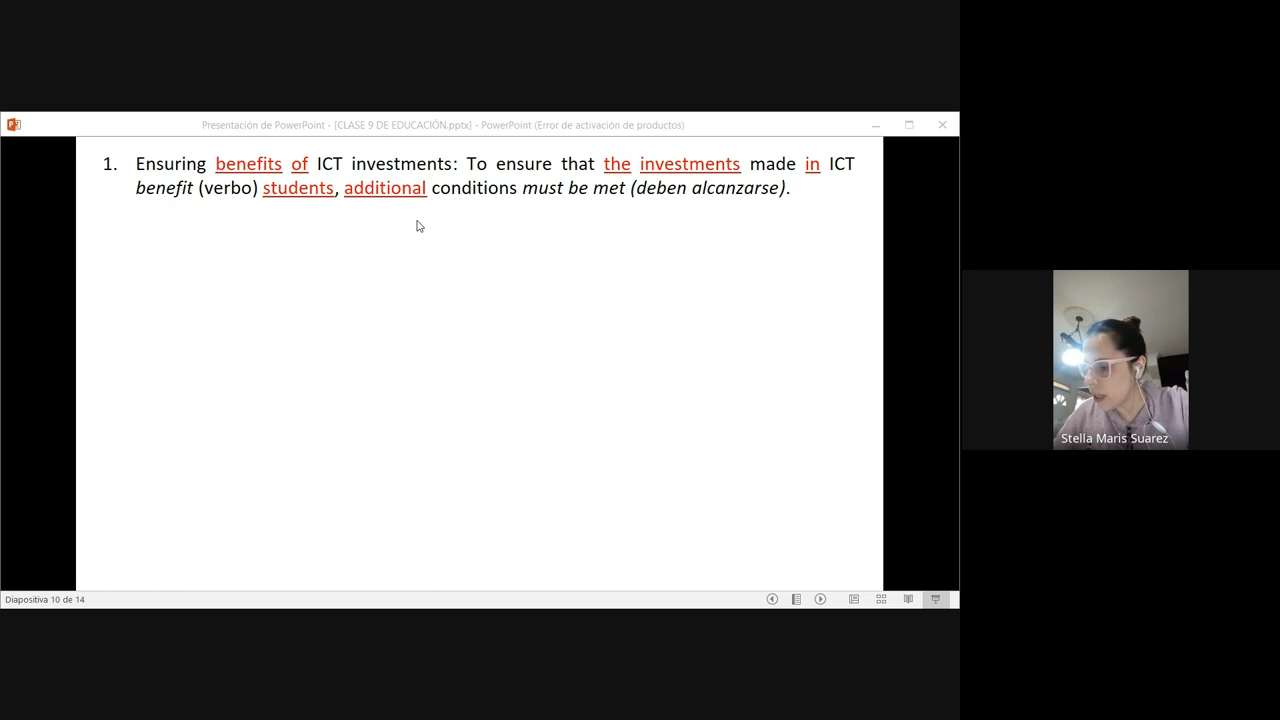 Presentación de PowerPoint - [CLASE 9 DE EDUCACIÓN.pptx] - PowerPoint (Error de activación de productos)
1. Ensuring benefits of ICT investments: To ensure that the investments made in ICT
benefit (verbo) students, additional conditions must be met (deben alcanzarse).
Stella Maris Suarez
Diapositiva 10 de 14